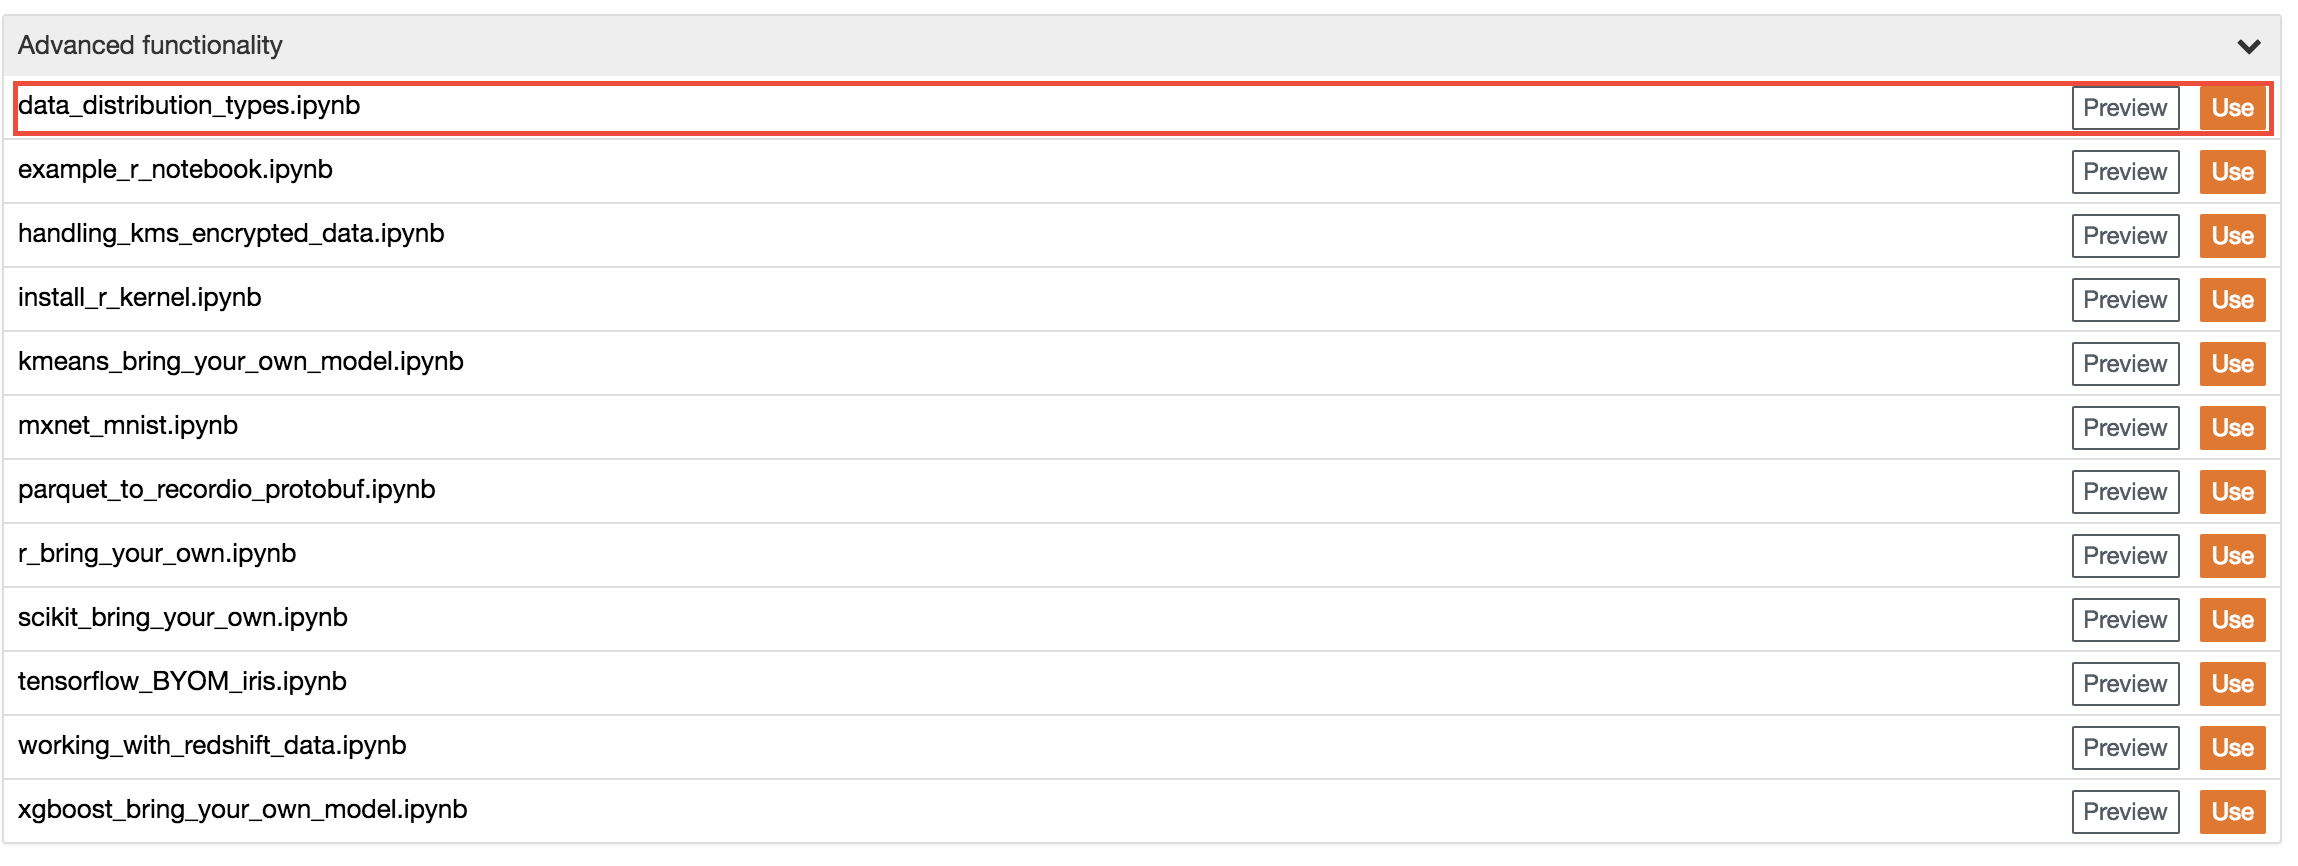 Advanced functionality
data_distribution_types.ipynb Preview Use
example_r_notebook.ipynb Preview Use
handling_kms_encrypted_data.ipynb Preview Use
install_r_kernel.ipynb Preview Use
kmeans_bring_your_own_model.ipynb Preview Use
mxnet_mnist.ipynb Preview Use
parquet_to_recordio_protobuf.ipynb Preview Use
r_bring_your_own.ipynb Preview Use
scikit_bring_your_own.ipynb Preview Use
tensorflow_BYOM_iris.ipynb Preview Use
working_with_redshift_data.ipynb Preview Use
xgboost_bring_your_own_model.ipynb Preview Use